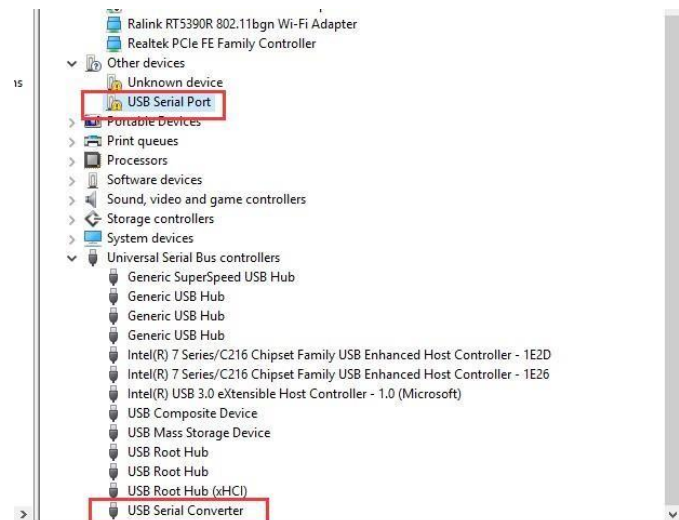 Ralink RT5390R 802.11bgn Wi-Fi Adapter
Realtek PCIe FE Family Controller
Other devices
Unknown device
USB Serial Port
Portable Devices
Print queues
Processors
Software devices
Sound, video and game controllers
Storage controllers
System devices
Universal Serial Bus controllers
Generic SuperSpeed USB Hub
Generic USB Hub
Generic USB Hub
Generic USB Hub
Intel(R) 7 Series/C216 Chipset Family USB Enhanced Host Controller - 1E2D
Intel(R) 7 Series/C216 Chipset Family USB Enhanced Host Controller - 1E26
Intel(R) USB 3.0 eXtensible Host Controller - 1.0 (Microsoft)
USB Composite Device
USB Mass Storage Device
USB Root Hub
USB Root Hub
USB Root Hub (xHCI)
USB Serial Converter